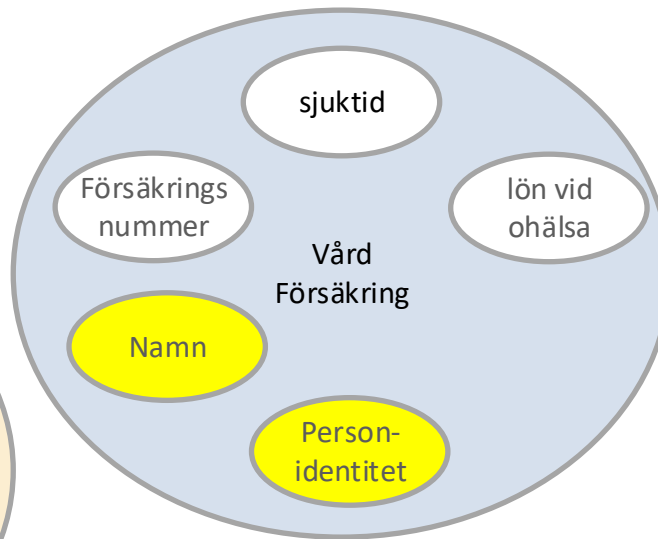 sjuktid
Försäkrings
nummer
lön vid
ohälsa
Vård
Försäkring
Namn
Person-
identitet